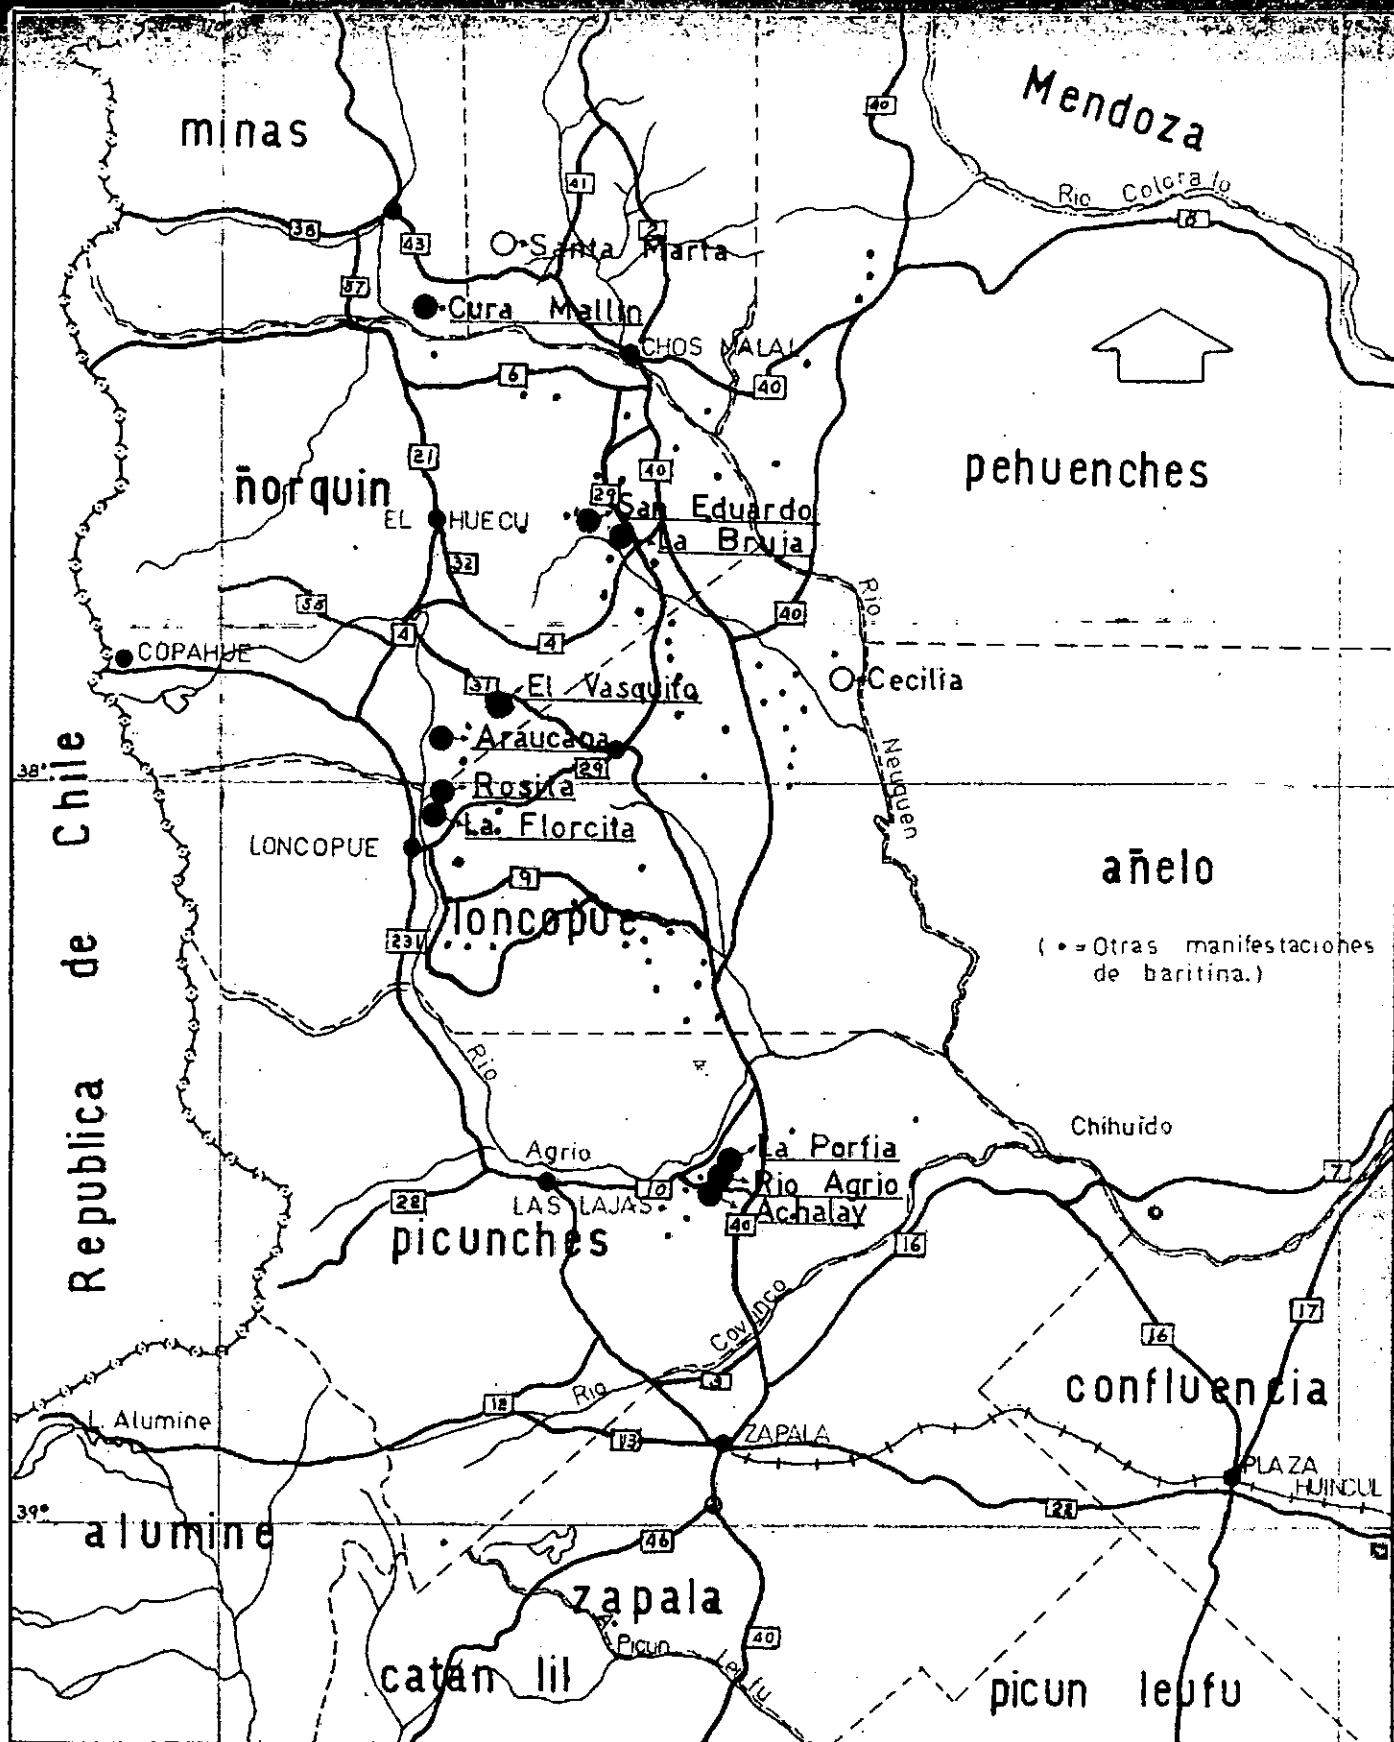 Mendoza
minas
40
41
Rio Colorado
8
38
43
2
Santa Marta
37
Cura Mallin
CHOS MALAL
6
40
21
40
pehuenches
ñorquin
29
San Eduardo
EL HUECU
La Bruja
32
Rio
40
4
4
COPAHUE
Cecilia
El Vasquito
37
Araucana
Neuquen
38°
29
Rosita
La Florcita
LONCOPUE
añelo
9
loncopue
231
( • = Otras manifestaciones
de baritina.)
Republica de Chile
Rio
Chihuido
Agrio
La Porfia
7
10
Rio Agrio
28
LAS LAJAS
Achalay
40
picunches
16
17
Covunco
16
confluencia
Rio
L. Alumine
13
ZAPALA
PLAZA
HUINCUL
39°
22
alumine
46
zapala
A.
Picun
40
Leufu
catan lil
picun leufu